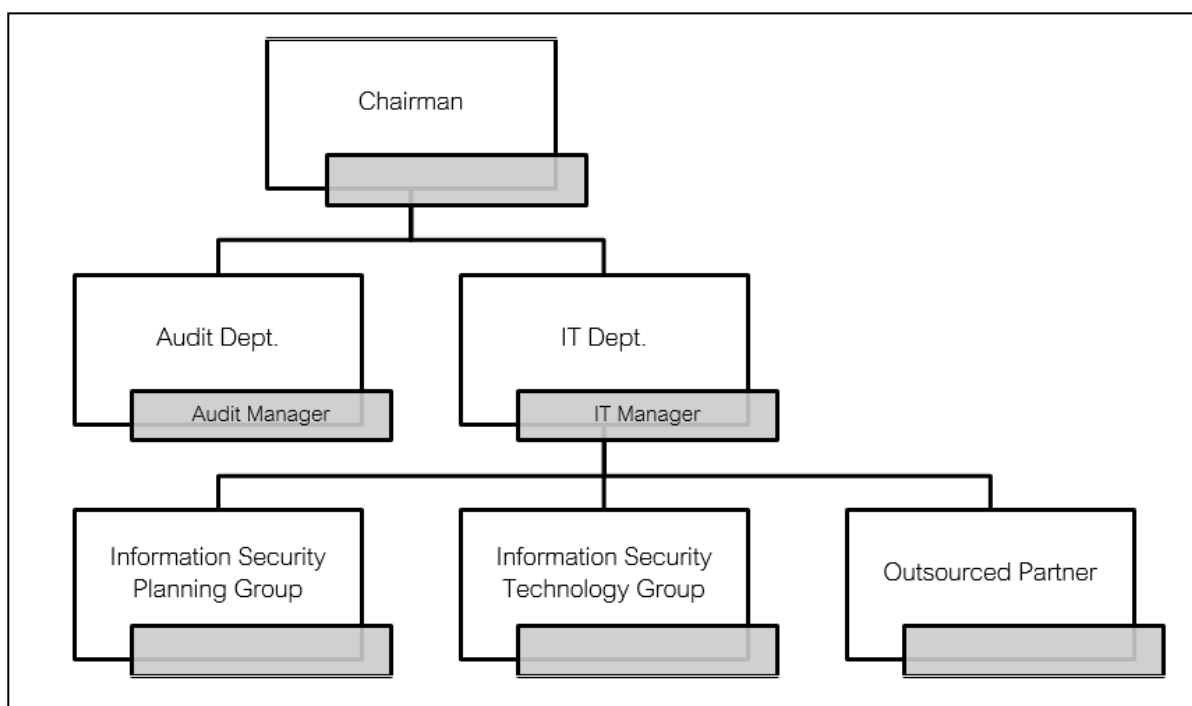 Chairman
Audit Dept.
IT Dept.
Audit Manager
IT Manager
Information Security
Planning Group
Information Security
Technology Group
Outsourced Partner